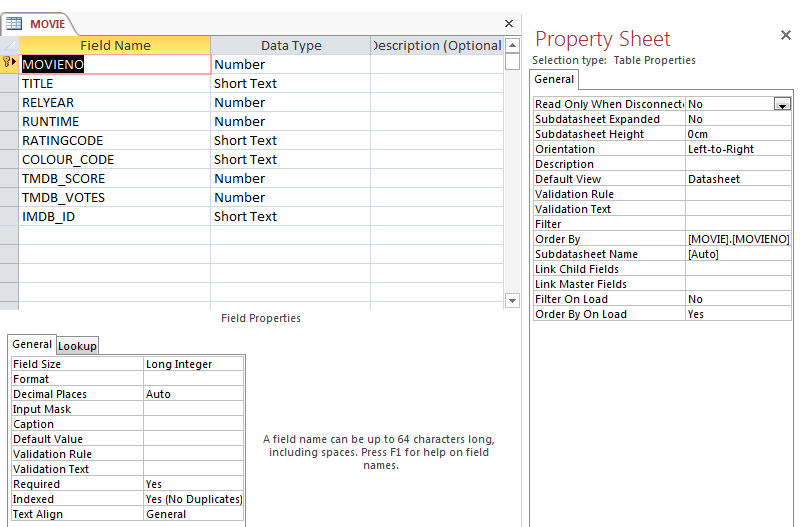 MOVIE
Field Name Data Type Description (Optional
MOVIENO Number
TITLE Short Text
RELYEAR Number
RUNTIME Number
RATINGCODE Short Text
COLOUR_CODE Short Text
TMDB_SCORE Number
TMDB_VOTES Number
IMDB_ID Short Text
Field Properties
General Lookup
Field Size Long Integer
Format
Decimal Places Auto
Input Mask
Caption
Default Value
Validation Rule
Validation Text
Required Yes
Indexed Yes (No Duplicates)
Text Align General
A field name can be up to 64 characters long,
including spaces. Press F1 for help on field
names.
Property Sheet
Selection type: Table Properties
General
Read Only When Disconnecte No
Subdatasheet Expanded No
Subdatasheet Height 0cm
Orientation Left-to-Right
Description
Default View Datasheet
Validation Rule
Validation Text
Filter
Order By [MOVIE].[MOVIENO]
Subdatasheet Name [Auto]
Link Child Fields
Link Master Fields
Filter On Load No
Order By On Load Yes